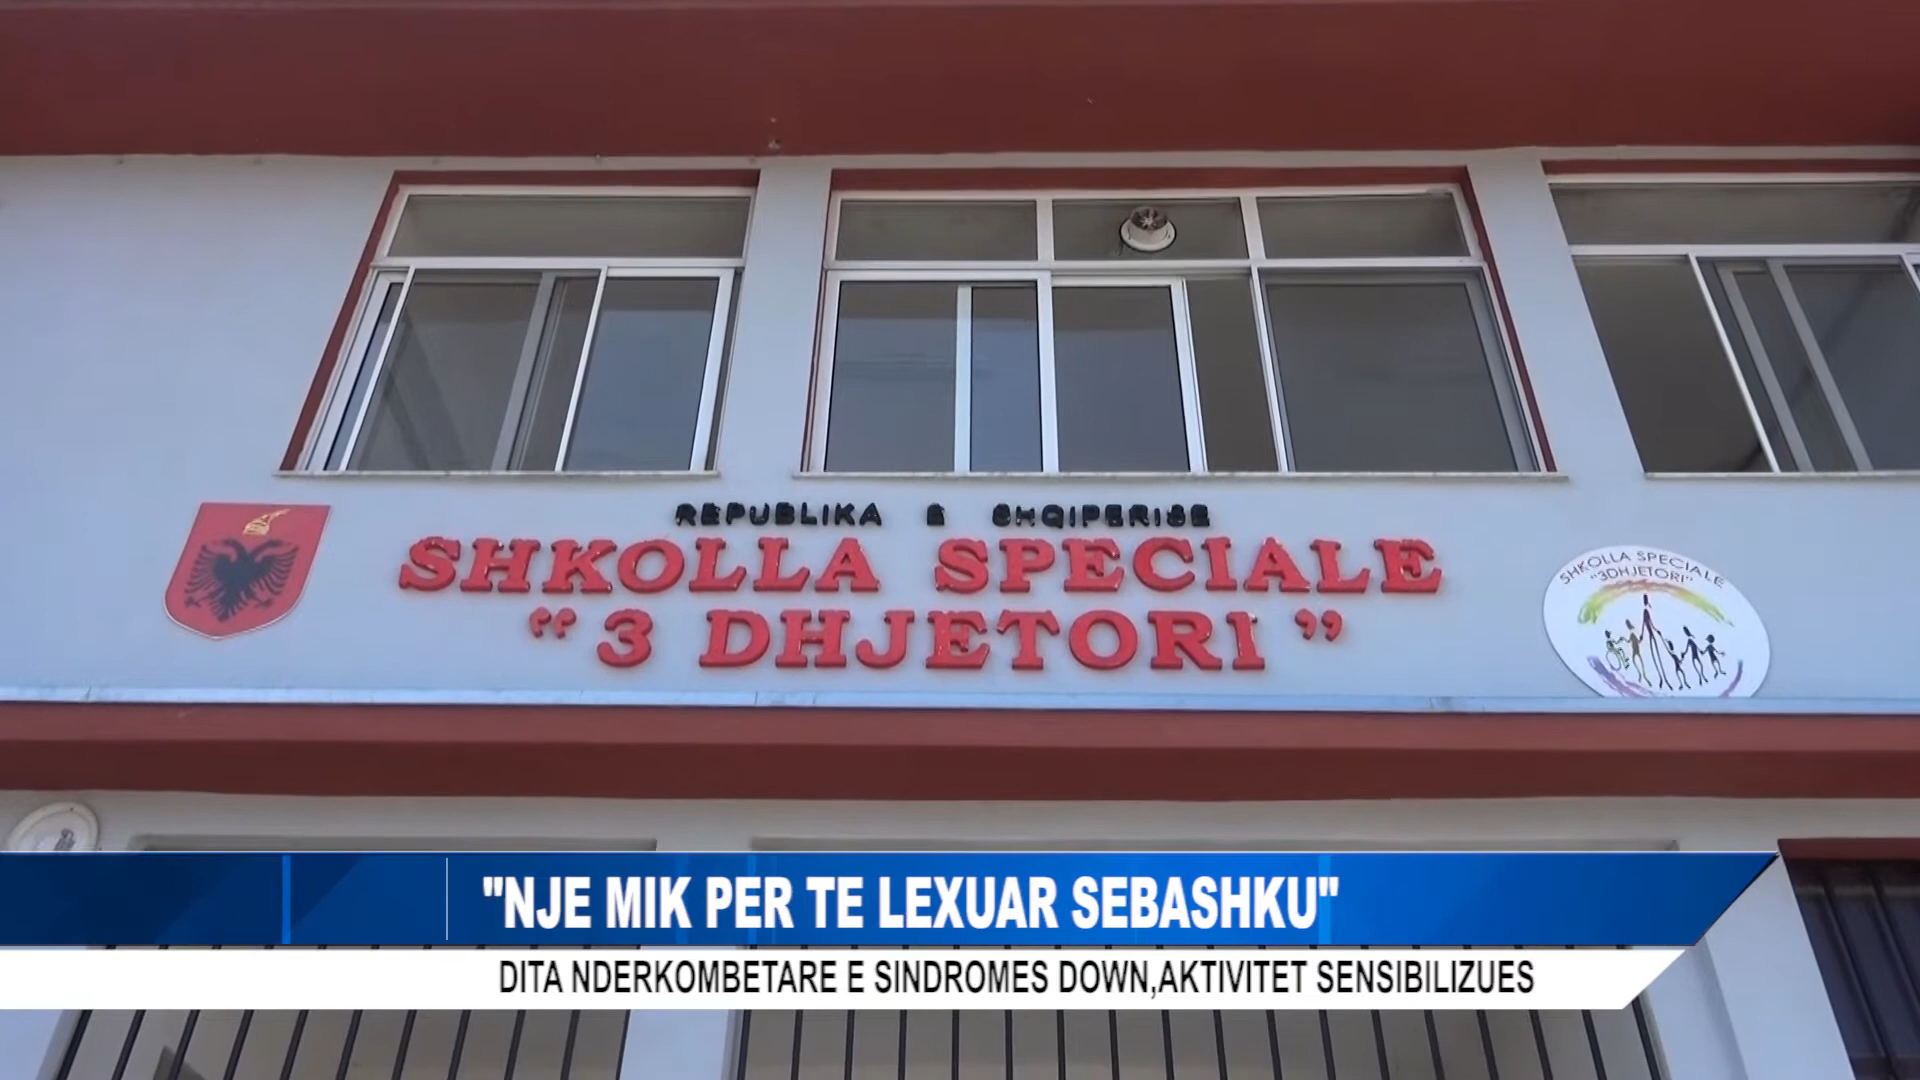 REPUBLIKA E SHQIPERISE
SHKOLLA SPECIALE
“3 DHJETORI”
SHKOLLA SPECIALE
“3DHJETORI”
"NJE MIK PER TE LEXUAR SEBASHKU"
DITA NDERKOMBETARE E SINDROMES DOWN,AKTIVITET SENSIBILIZUES